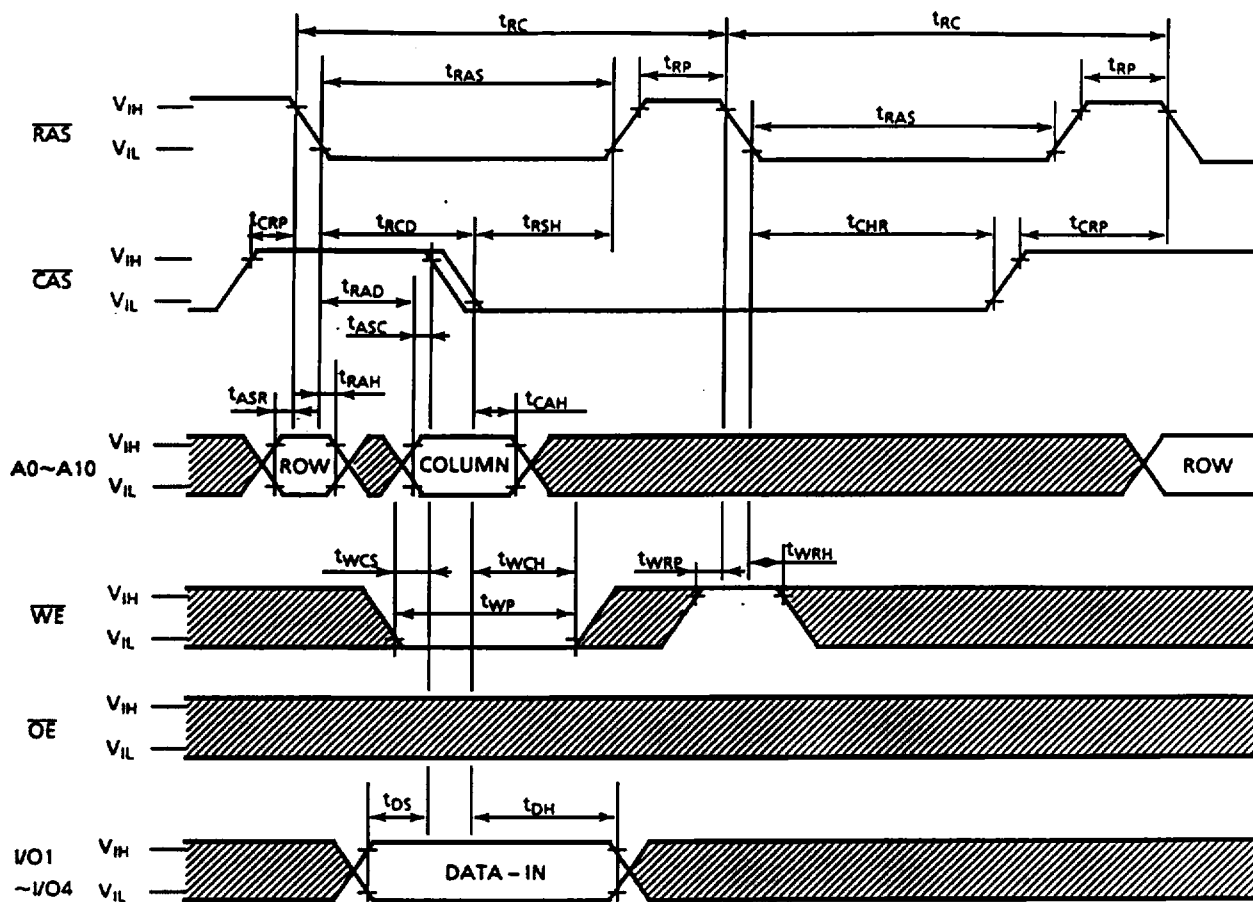 tRC tRC
tRAS tRP tRAS tRP
RAS VIH
VIL
tCRP tRCD tRSH tCHR tCRP
CAS VIH
VIL
tRAD
tASC
tASR tRAH tCAH
A0~A10 VIH
VIL
ROW COLUMN ROW
tWCS tWCH tWRP tWRH
WE VIH
VIL
tWP
OE VIH
VIL
tDS tDH
I/O1
~I/O4 VIH
VIL
DATA-IN